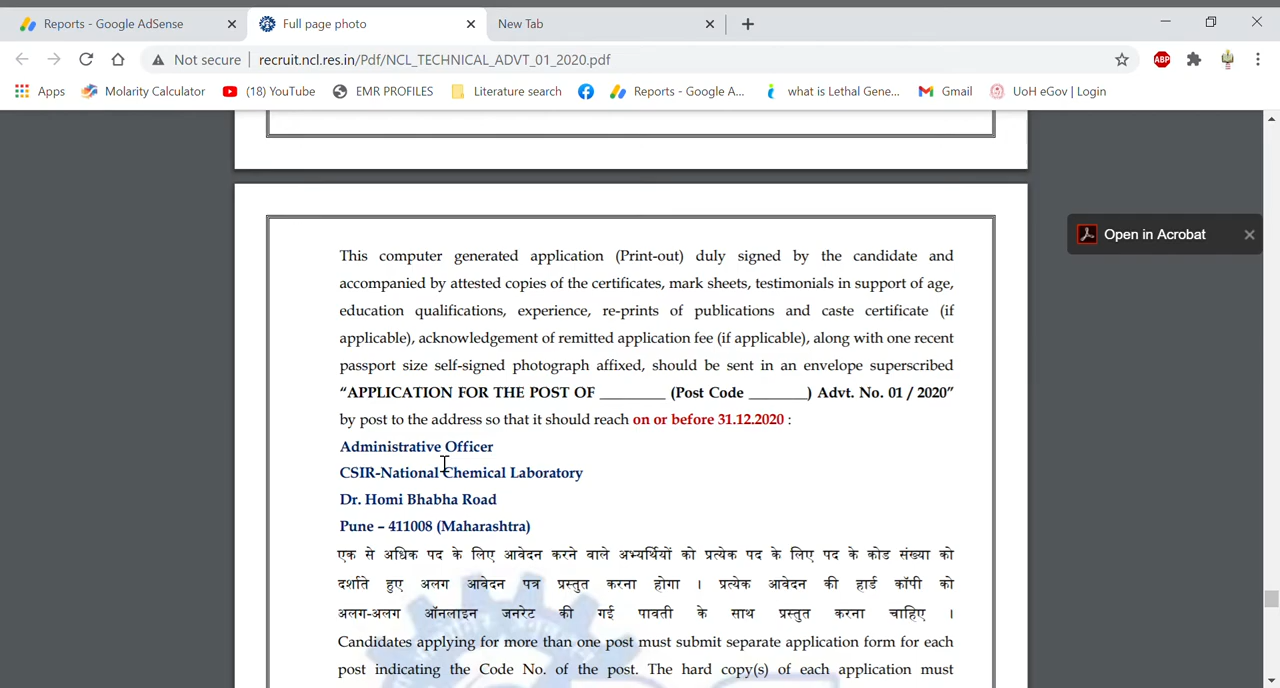 Reports - Google AdSense
Full page photo
New Tab
Not secure
recruit.ncl.res.in/Pdf/NCL_TECHNICAL_ADVT_01_2020.pdf
ABP
Apps
Molarity Calculator
(18) YouTube
EMR PROFILES
Literature search
Reports - Google A...
what is Lethal Gene...
Gmail
UoH eGov | Login
Open in Acrobat
This computer generated application (Print-out) duly signed by the candidate and
accompanied by attested copies of the certificates, mark sheets, testimonials in support of age,
education qualifications, experience, re-prints of publications and caste certificate (if
applicable), acknowledgement of remitted application fee (if applicable), along with one recent
passport size self-signed photograph affixed, should be sent in an envelope superscribed
“APPLICATION FOR THE POST OF ________ (Post Code _______) Advt. No. 01 / 2020”
by post to the address so that it should reach on or before 31.12.2020 :
Administrative Officer
CSIR-National Chemical Laboratory
Dr. Homi Bhabha Road
Pune – 411008 (Maharashtra)
एक से अधिक पद के लिए आवेदन करने वाले अभ्यर्थियों को प्रत्येक पद के लिए पद के कोड संख्या को
दर्शाते हुए अलग आवेदन पत्र प्रस्तुत करना होगा । प्रत्येक आवेदन की हार्ड कॉपी को
अलग-अलग ऑनलाइन जनरेट की गई पावती के साथ प्रस्तुत करना चाहिए ।
Candidates applying for more than one post must submit separate application form for each
post indicating the Code No. of the post. The hard copy(s) of each application must